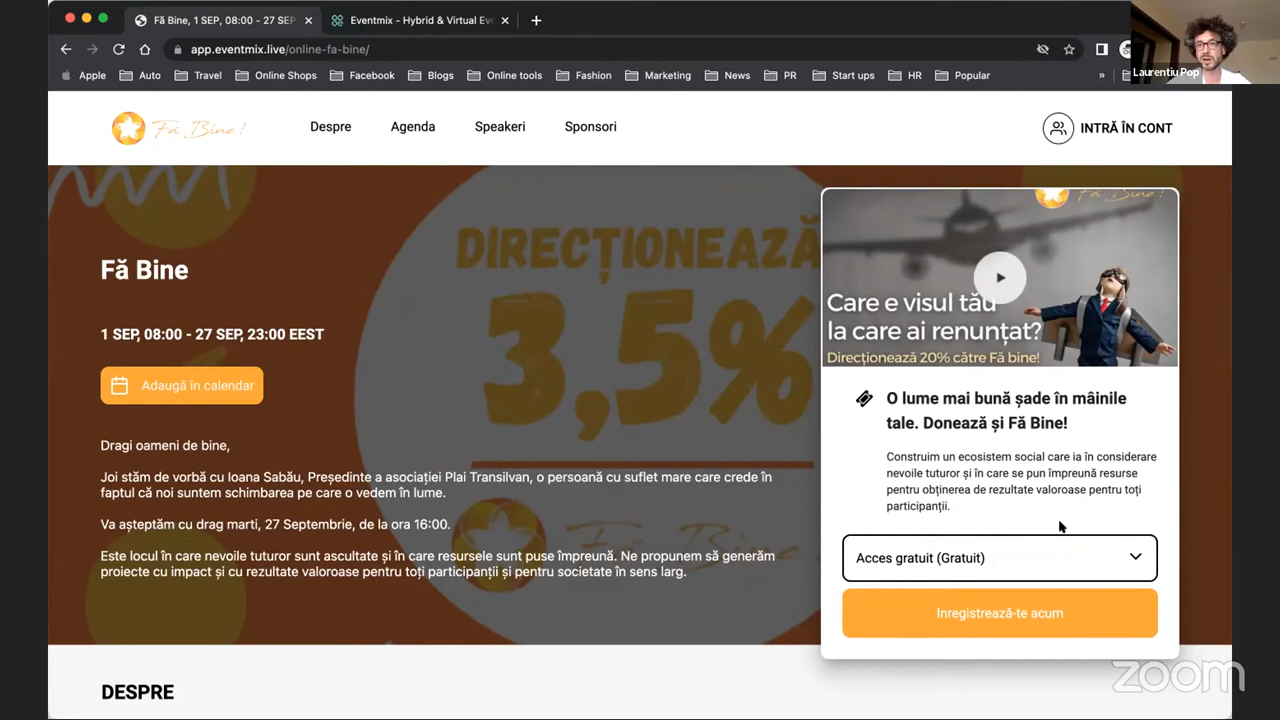 Fă Bine, 1 SEP, 08:00 - 27 SEP
Eventmix - Hybrid & Virtual Eve
app.eventmix.live/online-fa-bine/
Laurentiu Pop
Apple
Auto
Travel
Online Shops
Facebook
Blogs
Online tools
Fashion
Marketing
News
PR
Start ups
HR
Popular
»
Fă Bine!
Despre
Agenda
Speakeri
Sponsori
INTRĂ ÎN CONT
DIRECȚIONEAZĂ
3,5%
Fă Bine
1 SEP, 08:00 - 27 SEP, 23:00 EEST
Adaugă în calendar
Dragi oameni de bine,
Joi stăm de vorbă cu Ioana Sabău, Președinte a asociației Plai Transilvan, o persoană cu suflet mare care crede în
faptul că noi suntem schimbarea pe care o vedem în lume.
Va așteptăm cu drag marti, 27 Septembrie, de la ora 16:00.
Este locul în care nevoile tuturor sunt ascultate și în care resursele sunt puse împreună. Ne propunem să generăm
proiecte cu impact și cu rezultate valoroase pentru toți participanții și pentru societate în sens larg.
Fă Bine!
Care e visul tău
la care ai renunțat?
Direcționează 20% către Fă bine!
O lume mai bună șade în mâinile
tale. Donează și Fă Bine!
Construim un ecosistem social care ia în considerare
nevoile tuturor și în care se pun împreună resurse
pentru obținerea de rezultate valoroase pentru toți
participanții.
Acces gratuit (Gratuit)
Inregistrează-te acum
DESPRE
zoom